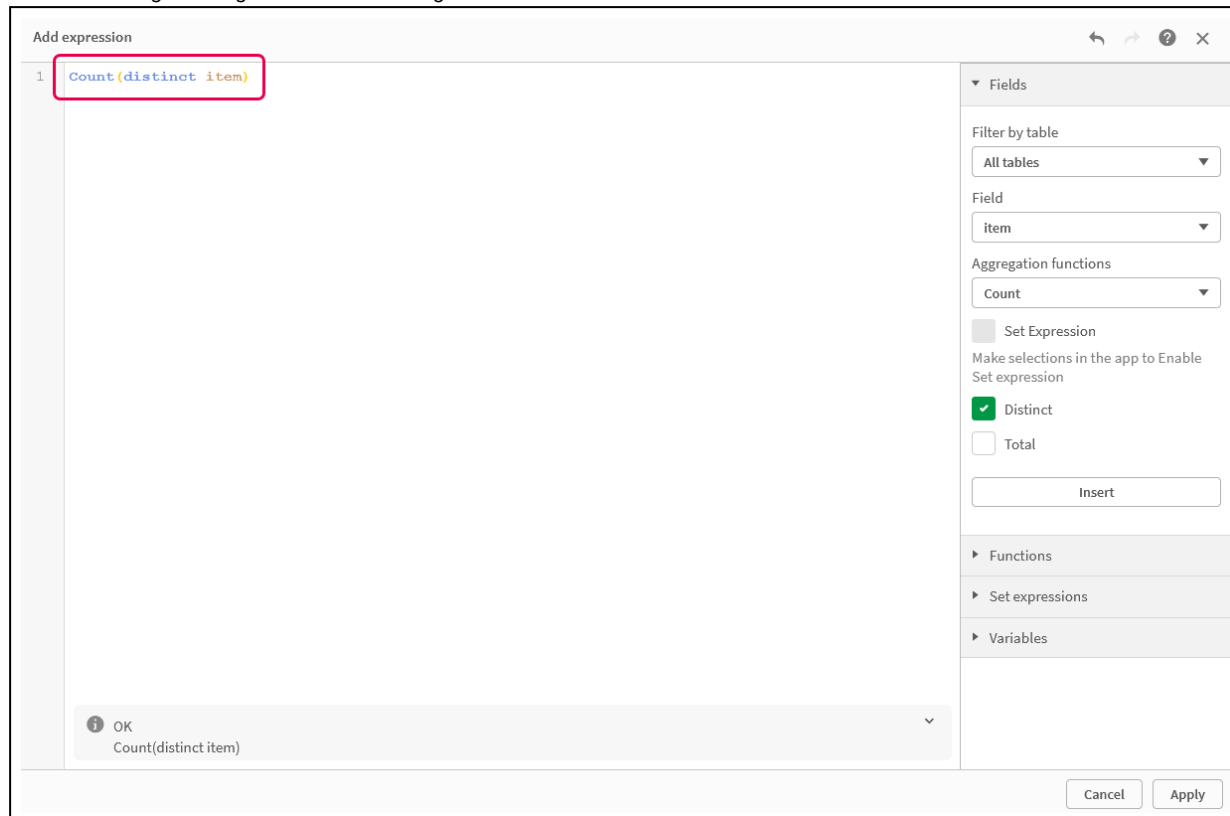 Add expression
1 Count(distinct item)
Fields
Filter by table
All tables
Field
item
Aggregation functions
Count
Set Expression
Make selections in the app to Enable
Set expression
Distinct
Total
Insert
Functions
Set expressions
Variables
OK
Count(distinct item)
Cancel Apply